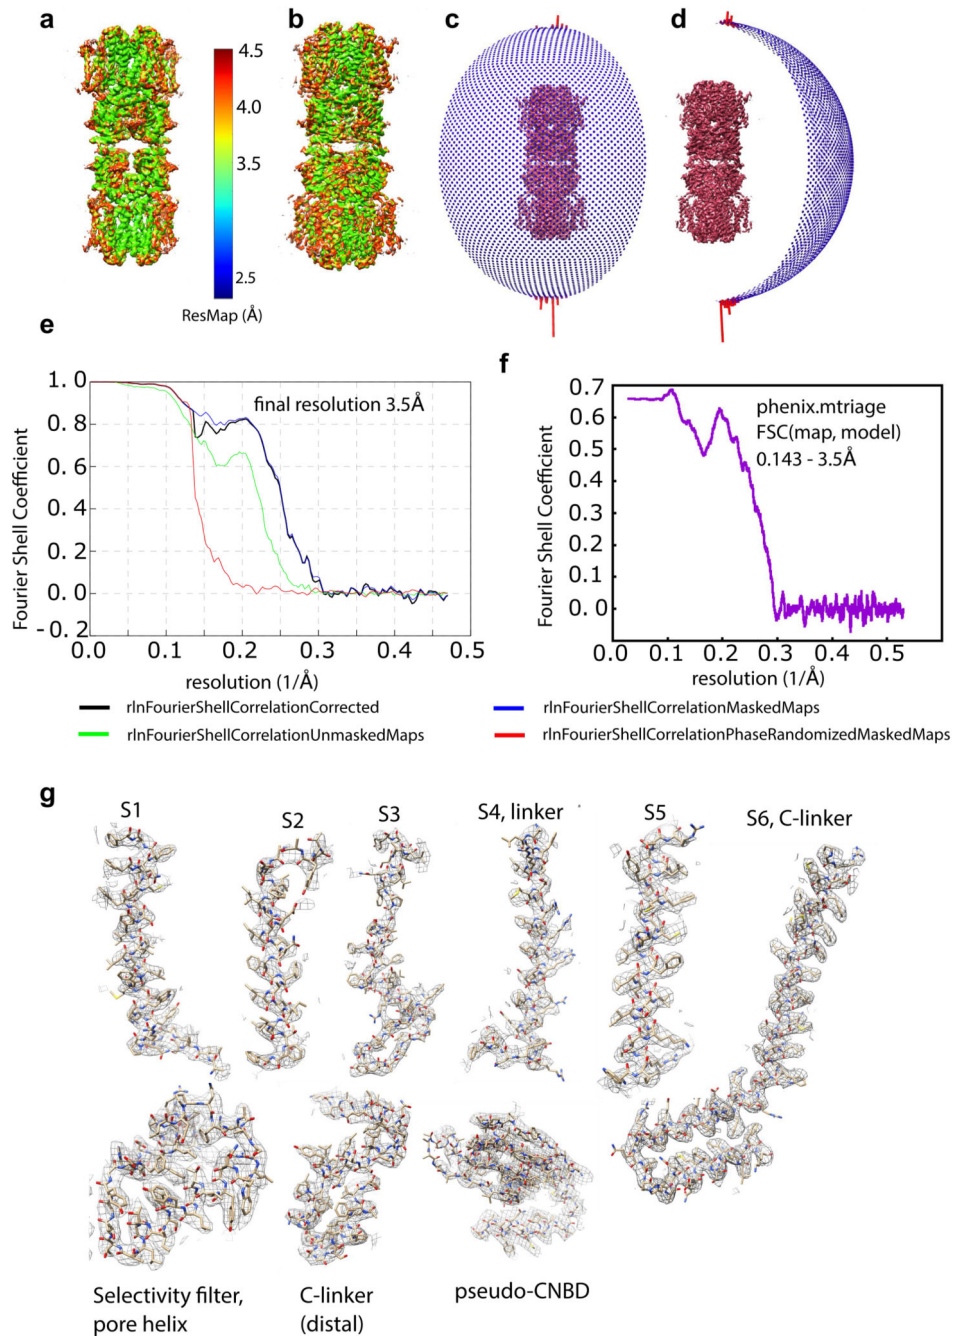 a
b
c
d
4.5
4.0
3.5
2.5
ResMap (Å)
e
f
1.0
0.8
0.6
0.4
0.2
0.0
-0.2
final resolution 3.5Å
Fourier Shell Coefficient
0.0 0.1 0.2 0.3 0.4 0.5
resolution (1/Å)
0.7
0.6
0.5
0.4
0.3
0.2
0.1
0.0
phenix.mtriage
FSC(map, model)
0.143 - 3.5Å
Fourier Shell Coefficient
0.0 0.1 0.2 0.3 0.4 0.5
resolution (1/Å)
rlnFourierShellCorrelationCorrected
rlnFourierShellCorrelationMaskedMaps
rlnFourierShellCorrelationUnmaskedMaps
rlnFourierShellCorrelationPhaseRandomizedMaskedMaps
g
S1
S2
S3
S4, linker
S5
S6, C-linker
Selectivity filter,
pore helix
C-linker
(distal)
pseudo-CNBD